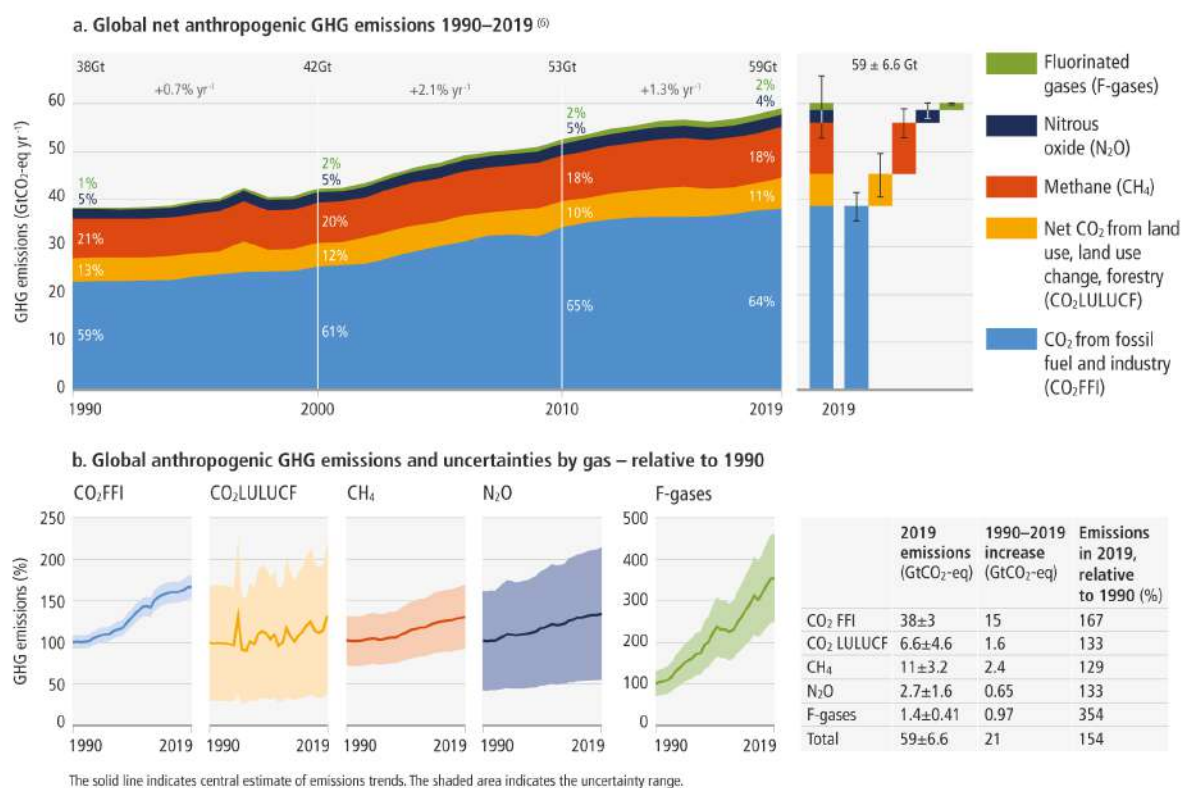 a. Global net anthropogenic GHG emissions 1990–2019 (6)
38Gt 42Gt 53Gt 59Gt
+0.7% yr⁻¹ +2.1% yr⁻¹ +1.3% yr⁻¹
59 ± 6.6 Gt
GHG emissions (GtCO₂-eq yr⁻¹)
60
50
40
30
20
10
0
1%
5%
21%
13%
59%
2%
5%
20%
12%
61%
2%
5%
18%
10%
65%
2%
4%
18%
11%
64%
1990 2000 2010 2019
2019
Fluorinated
gases (F-gases)
Nitrous
oxide (N₂O)
Methane (CH₄)
Net CO₂ from land
use, land use
change, forestry
(CO₂LULUCF)
CO₂ from fossil
fuel and industry
(CO₂FFI)
b. Global anthropogenic GHG emissions and uncertainties by gas – relative to 1990
CO₂FFI CO₂LULUCF CH₄ N₂O F-gases
GHG emissions (%)
250
200
150
100
50
0
500
400
300
200
100
0
1990 2019 1990 2019 1990 2019 1990 2019 1990 2019
2019 emissions (GtCO₂-eq) 1990–2019 increase (GtCO₂-eq) Emissions in 2019, relative to 1990 (%)
CO₂ FFI 38±3 15 167
CO₂ LULUCF 6.6±4.6 1.6 133
CH₄ 11±3.2 2.4 129
N₂O 2.7±1.6 0.65 133
F-gases 1.4±0.41 0.97 354
Total 59±6.6 21 154
The solid line indicates central estimate of emissions trends. The shaded area indicates the uncertainty range.